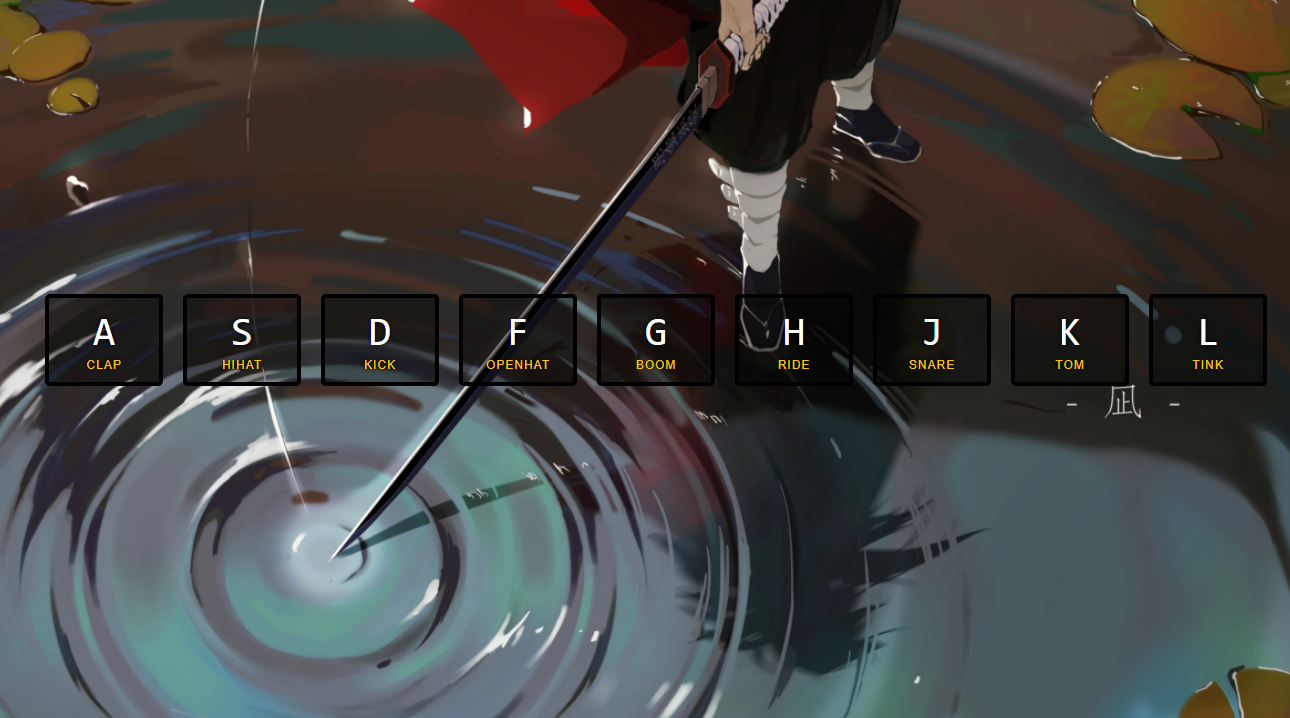 A S D F G H J K L
CLAP HIHAT KICK OPENHAT BOOM RIDE SNARE TOM TINK
- 凪 -